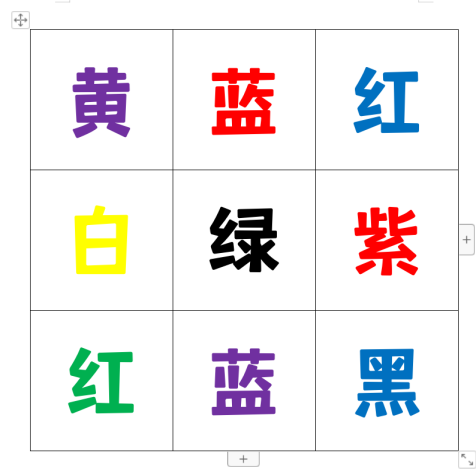 黄 蓝 红
白 绿 紫
红 蓝 黑